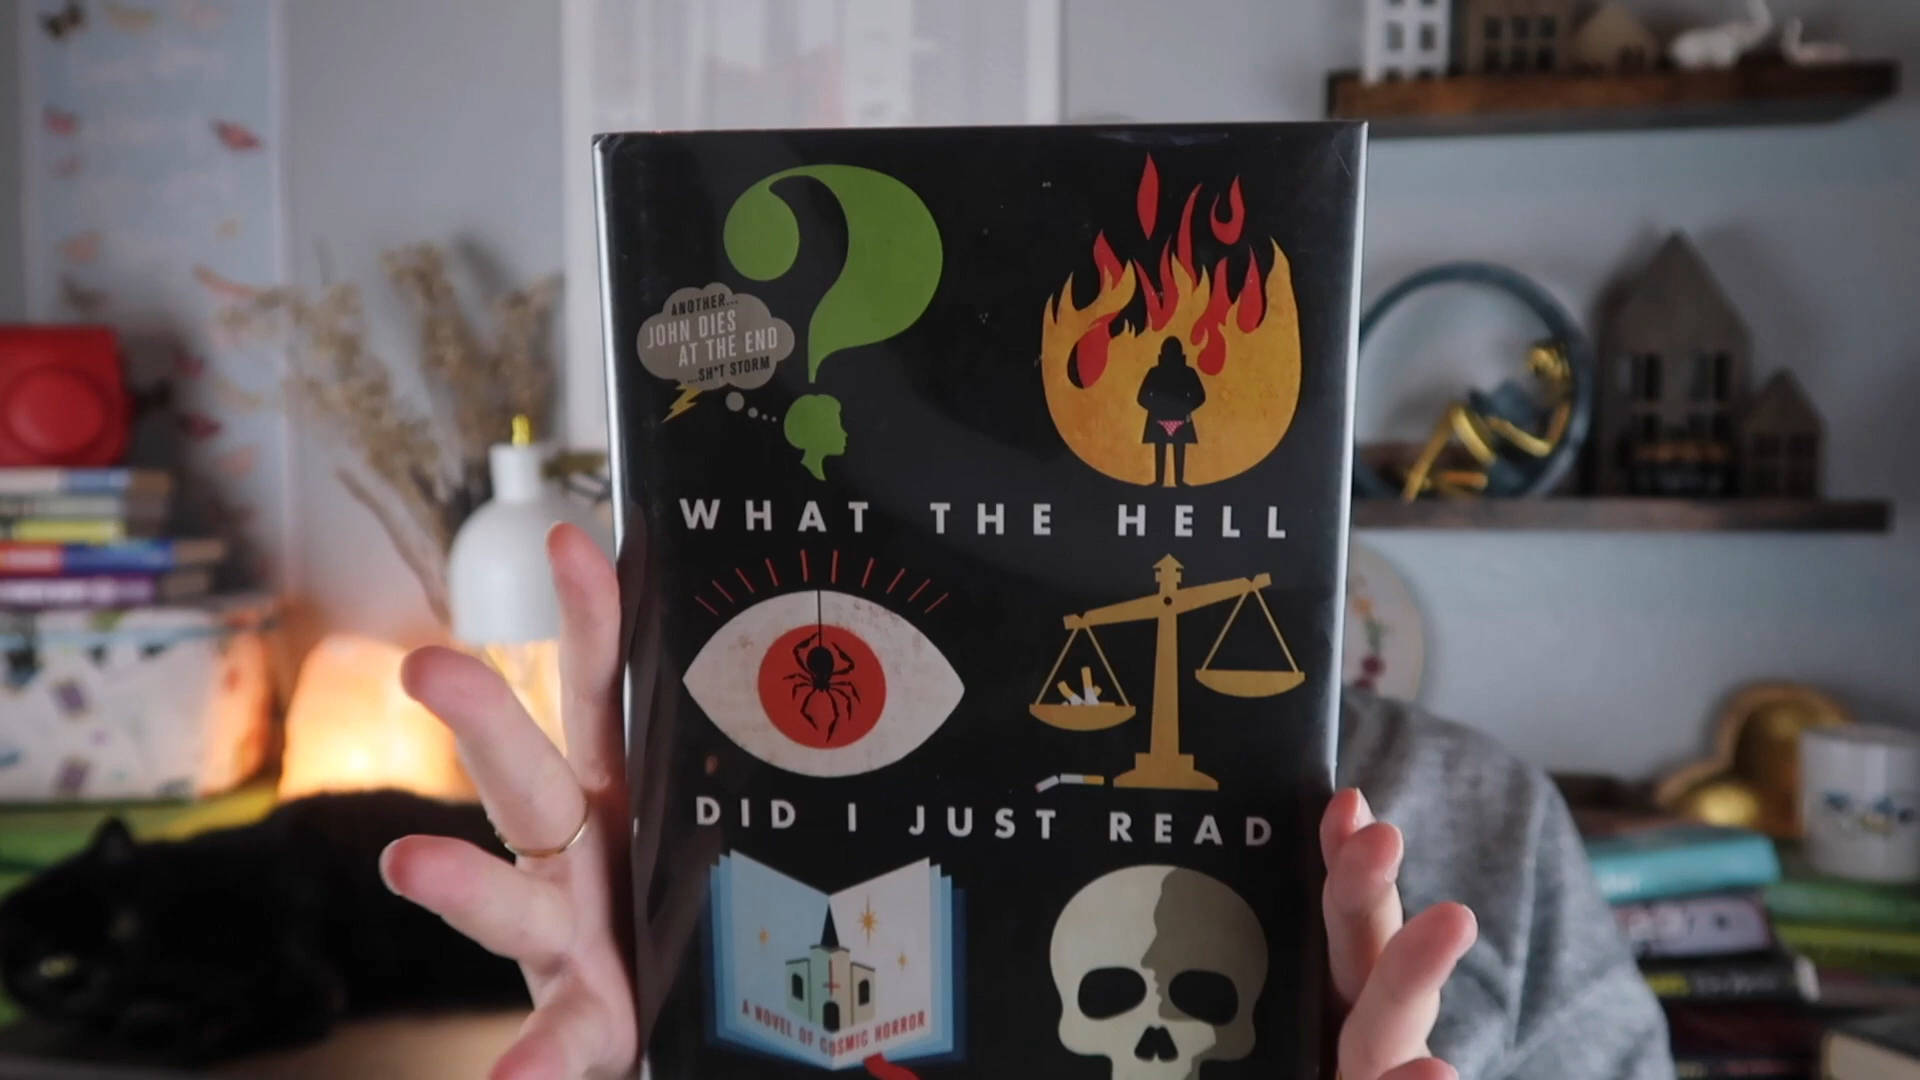 ANOTHER...
JOHN DIES
AT THE END
...SH*T STORM
WHAT THE HELL
DID I JUST READ
A NOVEL OF COSMIC HORROR